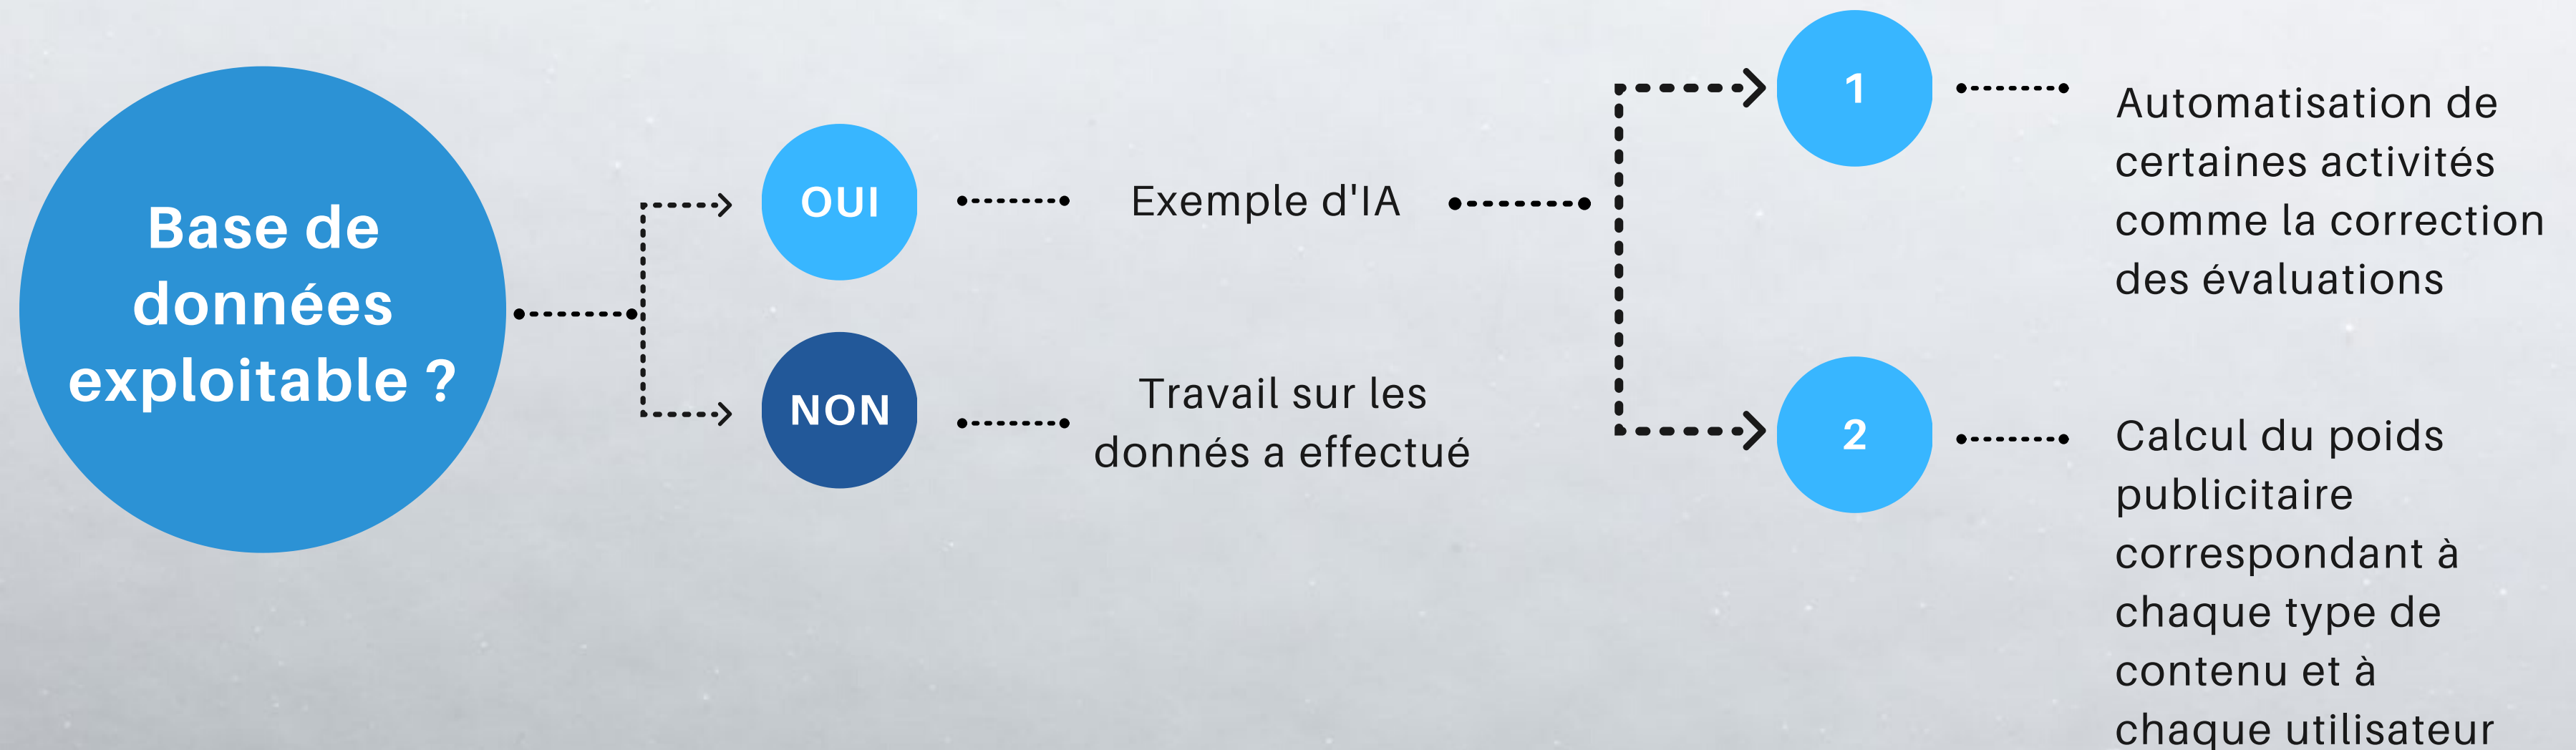 Base de
données
exploitable ?
OUI
Exemple d'IA
NON
Travail sur les
donnés a effectué
1
Automatisation de
certaines activités
comme la correction
des évaluations
2
Calcul du poids
publicitaire
correspondant à
chaque type de
contenu et à
chaque utilisateur